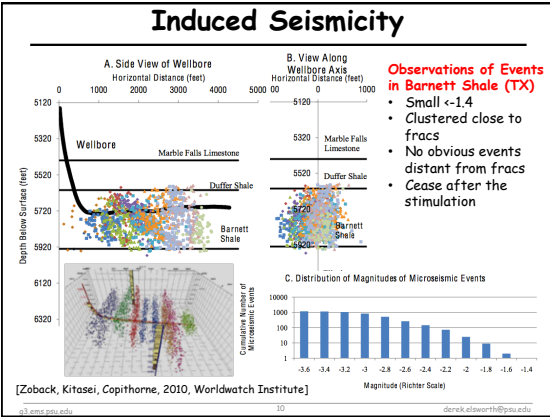 Induced Seismicity
A. Side View of Wellbore
Horizontal Distance (feet)
0 1000 2000 3000 4000 5000
5120
5320
5520
5720
5920
6120
6320
Depth Below Surface (feet)
Wellbore
Marble Falls Limestone
Duffer Shale
Barnett
Shale
B. View Along
Wellbore Axis
Horizontal Distance (feet)
00 0 1000
5120
5320
Marble Falls
Limestone
5520
Duffer Shale
5720
Barnett
Shale
5920
Observations of Events
in Barnett Shale (TX)
• Small <-1.4
• Clustered close to
fracs
• No obvious events
distant from fracs
• Cease after the
stimulation
C. Distribution of Magnitudes of Microseismic Events
Cumulative Number of
Microseismic Events
10000
1000
100
10
1
-3.6 -3.4 -3.2 -3 -2.8 -2.6 -2.4 -2.2 -2 -1.8 -1.6 -1.4
Magnitude (Richter Scale)
[Zoback, Kitasei, Copithorne, 2010, Worldwatch Institute]
g3.ems.psu.edu
10
derek.elsworth@psu.edu